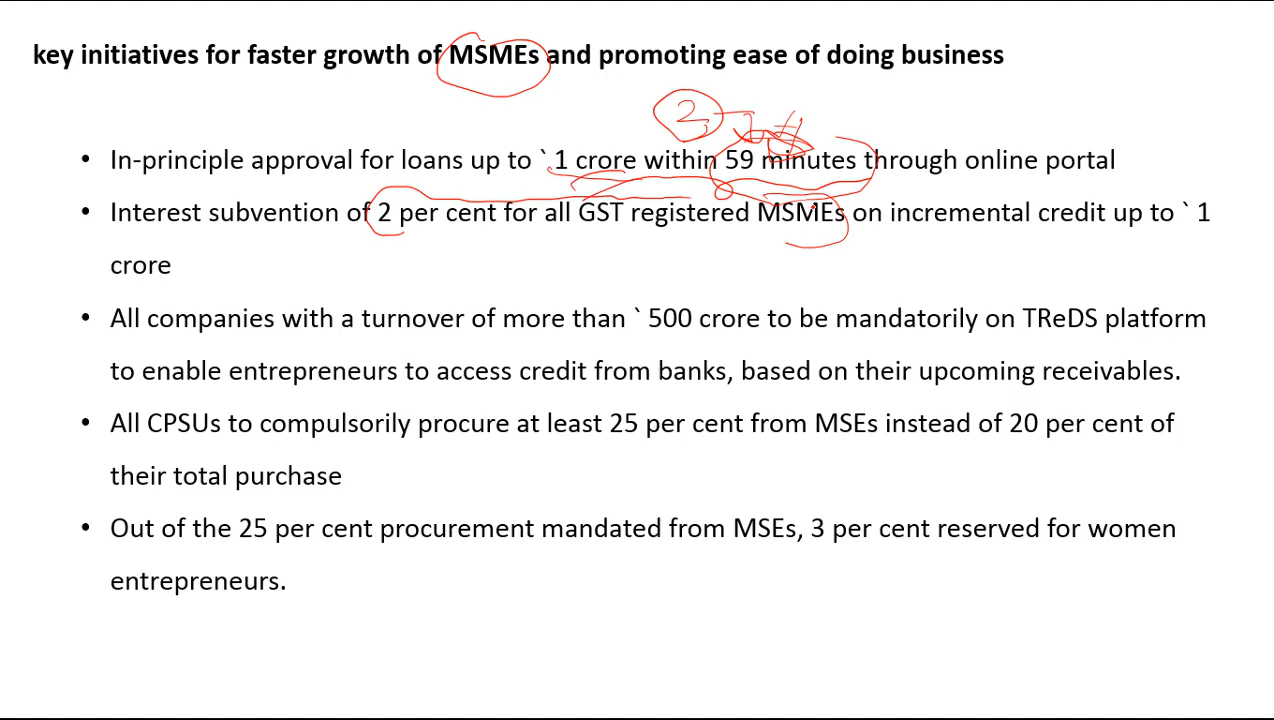 key initiatives for faster growth of MSMEs and promoting ease of doing business
2
• In-principle approval for loans up to ` 1 crore within 59 minutes through online portal
• Interest subvention of 2 per cent for all GST registered MSMEs on incremental credit up to ` 1
crore
• All companies with a turnover of more than ` 500 crore to be mandatorily on TReDS platform
to enable entrepreneurs to access credit from banks, based on their upcoming receivables.
• All CPSUs to compulsorily procure at least 25 per cent from MSEs instead of 20 per cent of
their total purchase
• Out of the 25 per cent procurement mandated from MSEs, 3 per cent reserved for women
entrepreneurs.